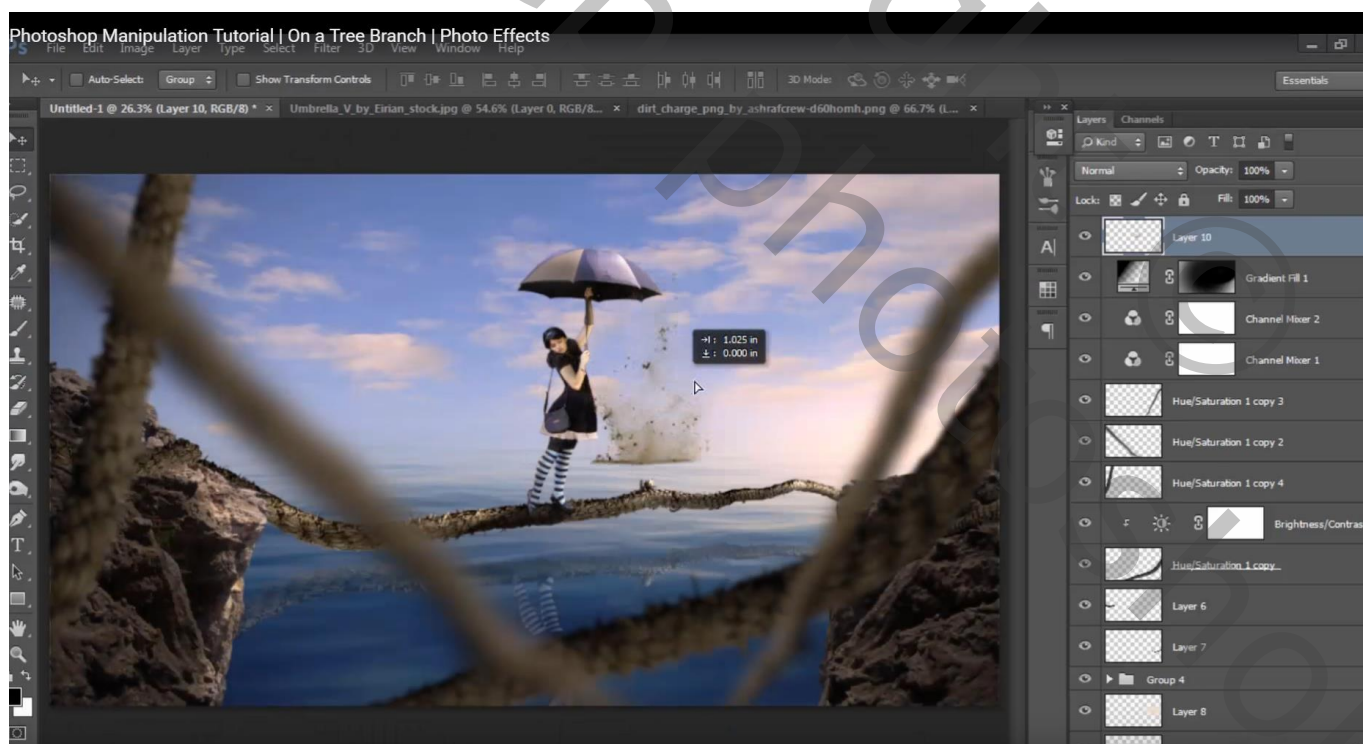 Photoshop Manipulation Tutorial | On a Tree Branch | Photo Effects
Ps File Edit Image Layer Type Select Filter 3D View Window Help
Auto-Select: Group Show Transform Controls 3D Mode: Essentials
Untitled-1 @ 26.3% (Layer 10, RGB/8) * × Umbrella_V_by_Eirian_stock.jpg @ 54.6% (Layer 0, RGB/8... × dirt_charge_png_by_ashrafcrew-d60homh.png @ 66.7% (L... ×
Layers Channels
Kind
Normal Opacity: 100%
Lock: Fill: 100%
Layer 10
Gradient Fill 1
Channel Mixer 2
→I : 1.025 in
: 0.000 in
Channel Mixer 1
Hue/Saturation 1 copy 3
Hue/Saturation 1 copy 2
Hue/Saturation 1 copy 4
Brightness/Contras
Hue/Saturation 1 copy
Layer 6
Layer 7
Group 4
Layer 8